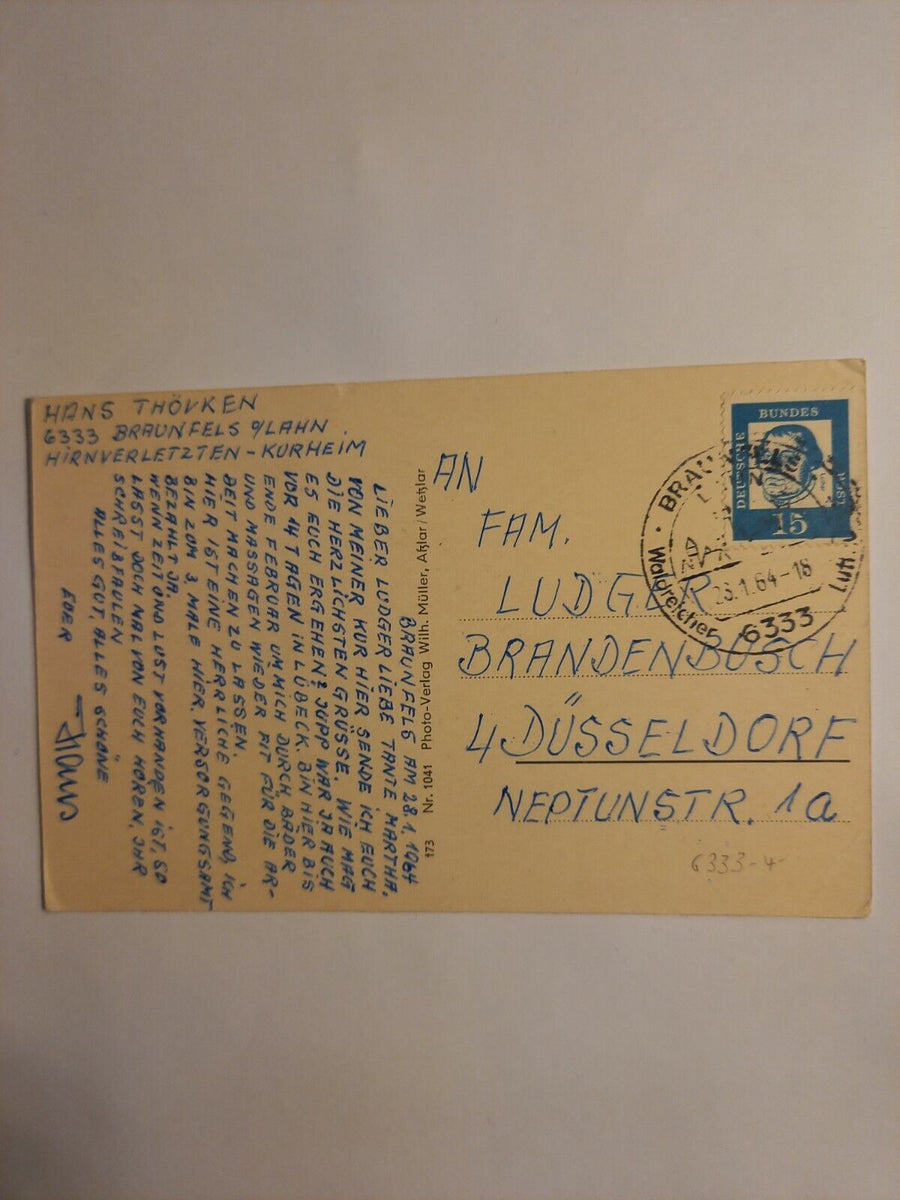 HANS THÖVKEN
6333 BRAUNFELS a/LAHN.
HIRNVERLETZTEN-KURHEIM
BRAUNFELS AM 28.1.1064
LIEBER LUDGER LIEBE TANTE MARTHA.
VON MEINER KUR HIER SENDE ICH EUCH
DIE HERZLICHSTEN GRÜSSE. WIE MAG
ES EUCH ERGEHEN? JUPP WAR JA AUCH
VOR 14 TAGEN IN LÜBECK. BIN HIER BIS
ENDE FEBRUAR UM MICH DURCH BÄDER
UND MASSAGEN WIEDER FIT FÜR DIE AR-
BEIT MACHEN ZU LASSEN.
HIER IST EINE HERRLICHE GEGEND, ICH
BIN ZUM 3. MALE HIER, VERSORGUNGSAMT
BEZAHLT JA.
WENN ZEIT UND LUST VORHANDEN IST, SO
LASST DOCH MAL VON EUCH HÖREN, IHR
SCHREIBFAULEN
ALLES GUT, ALLES SCHÖNE
EUER
HANS
173 Nr. 1041 Photo-Verlag Wilh. Müller, Aßlar/Wetzlar
DEUTSCHE BUNDES POST
15
BRAU
Waldreicher Luft
28.1.64-18
6333
AN
FAM.
LUDGER
BRANDENBUSCH
4 DÜSSELDORF
NEPTUNSTR. 1a
6333-4-